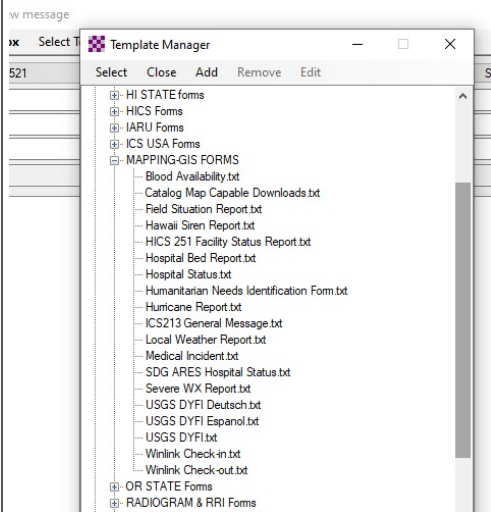 ew message
ox Select T
Template Manager
521
S
Select Close Add Remove Edit
HI STATE forms
HICS Forms
IARU Forms
ICS USA Forms
MAPPING-GIS FORMS
Blood Availability.txt
Catalog Map Capable Downloads.txt
Field Situation Report.txt
Hawaii Siren Report.txt
HICS 251 Facility Status Report.txt
Hospital Bed Report.txt
Hospital Status.txt
Humanitarian Needs Identification Form.txt
Hurricane Report.txt
ICS213 General Message.txt
Local Weather Report.txt
Medical Incident.txt
SDG ARES Hospital Status.txt
Severe WX Report.txt
USGS DYFI Deutsch.txt
USGS DYFI Espanol.txt
USGS DYFI.txt
Winlink Check-in.txt
Winlink Check-out.txt
OR STATE Forms
RADIOGRAM & RRI Forms